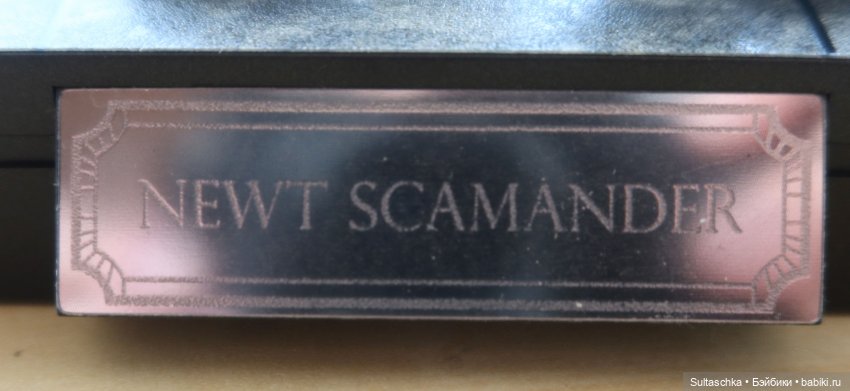 NEWT SCAMANDER
Sultaschka • Бэйбики • babiki.ru